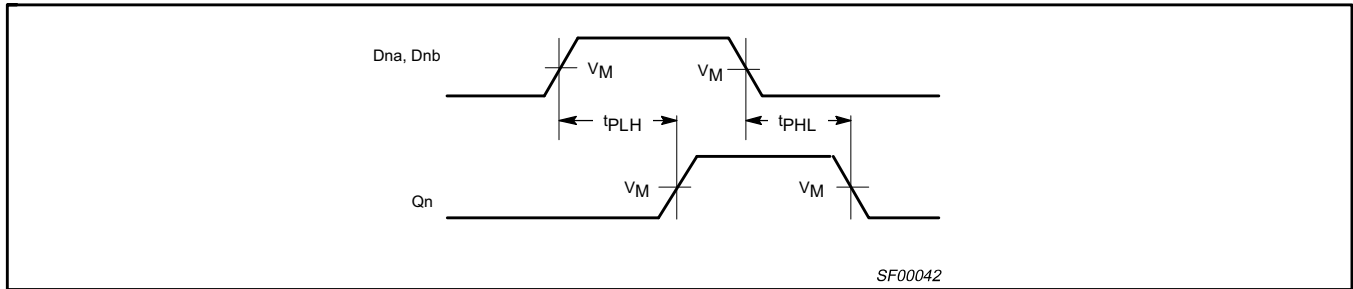 Dna, Dnb
VM VM
tPLH tPHL
VM VM
Qn
SF00042